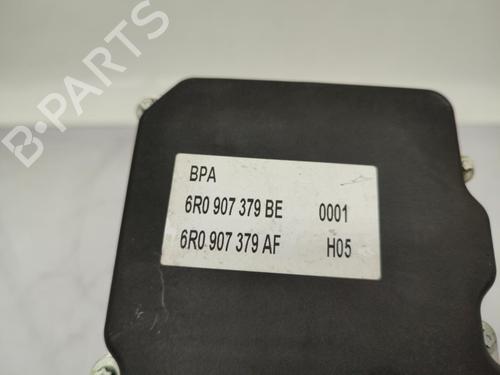 B-PARTS
BPA
6R0 907 379 BE 0001
6R0 907 379 AF H05